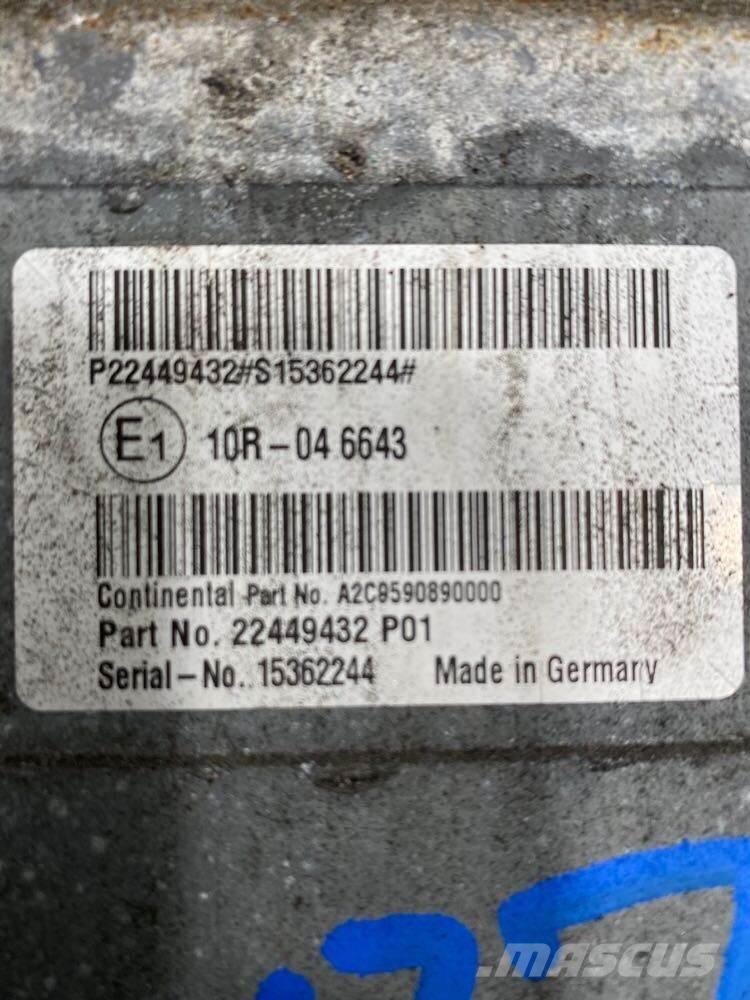 P22449432#S15362244#
E1 10R-04 6643
Continental Part No. A2C9590890000
Part No. 22449432 P01
Serial-No. 15362244 Made in Germany
MASCUS